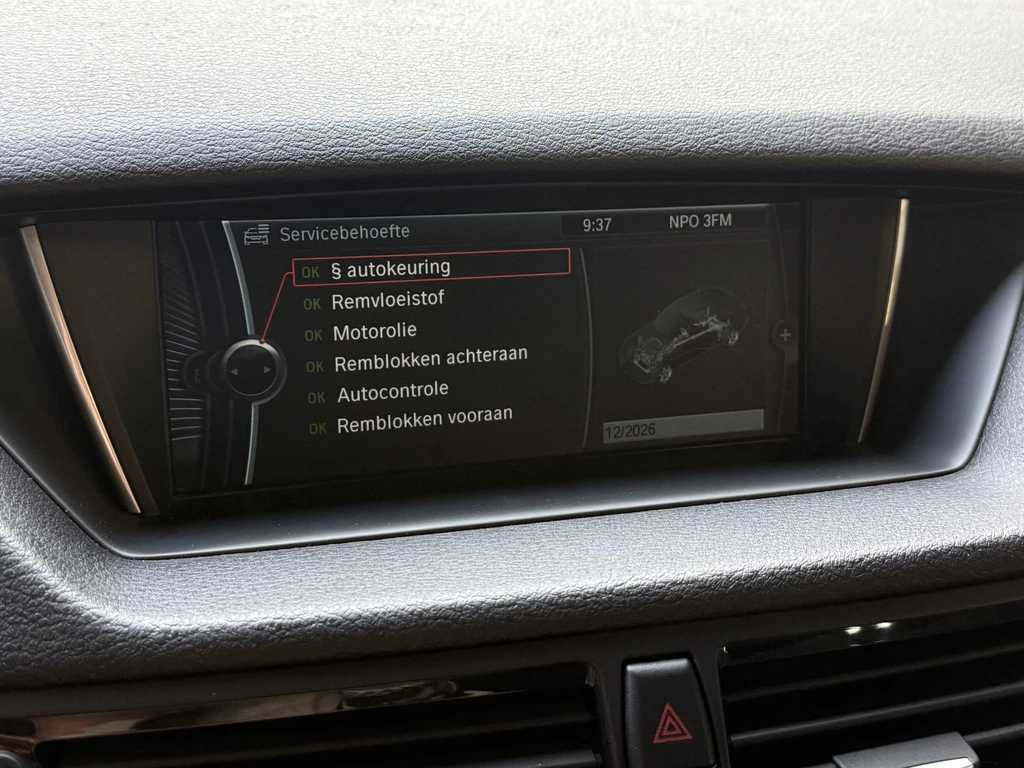 Servicebehoefte
9:37
NPO 3FM
OK § autokeuring
OK Remvloeistof
OK Motorolie
OK Remblokken achteraan
OK Autocontrole
OK Remblokken vooraan
12/2026